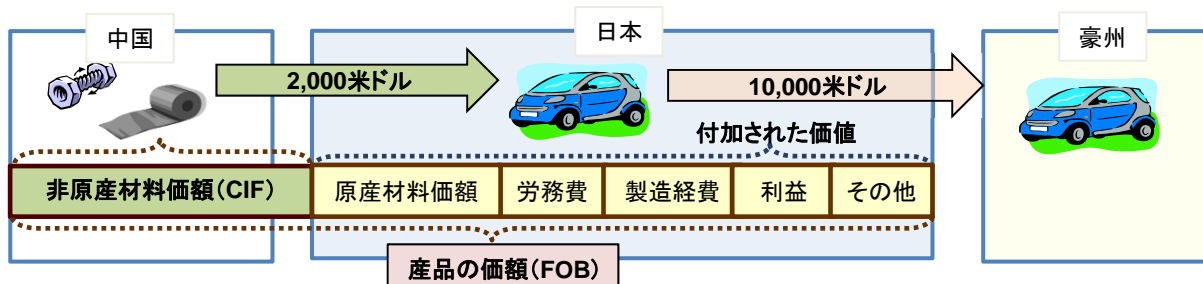 中国
日本
豪州
2,000米ドル
10,000米ドル
付加された価値
非原産材料価額(CIF)
原産材料価額
労務費
製造経費
利益
その他
産品の価額(FOB)